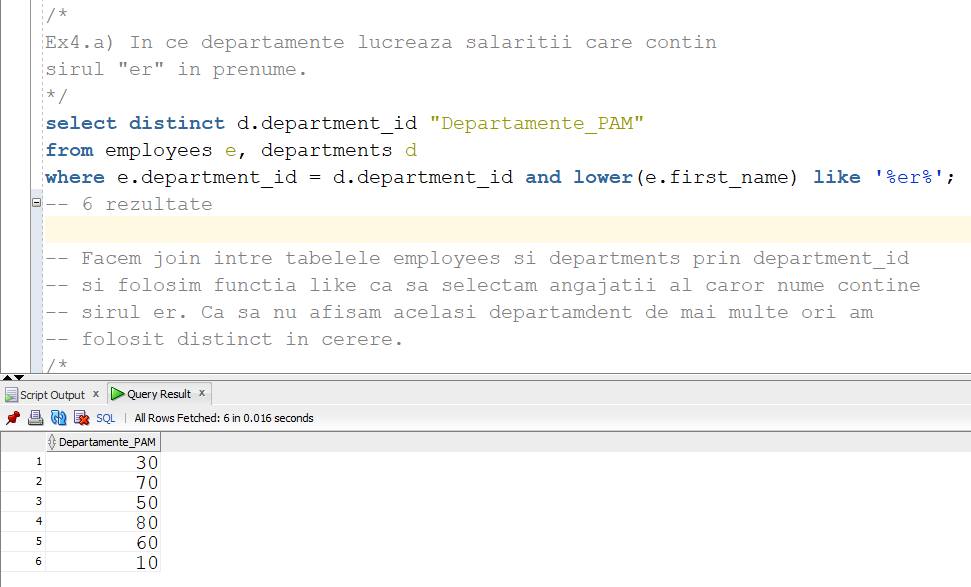 /*
Ex4.a) In ce departamente lucreaza salaritii care contin
sirul "er" in prenume.
*/
select distinct d.department_id "Departamente_PAM"
from employees e, departments d
where e.department_id = d.department_id and lower(e.first_name) like '%er%';
-- 6 rezultate
-- Facem join intre tabelele employees si departments prin department_id
-- si folosim functia like ca sa selectam angajatii al caror nume contine
-- sirul er. Ca sa nu afisam acelasi departamdent de mai multe ori am
-- folosit distinct in cerere.
/*
Script Output x Query Result x
SQL | All Rows Fetched: 6 in 0.016 seconds
Departamente_PAM
1 30
2 70
3 50
4 80
5 60
6 10